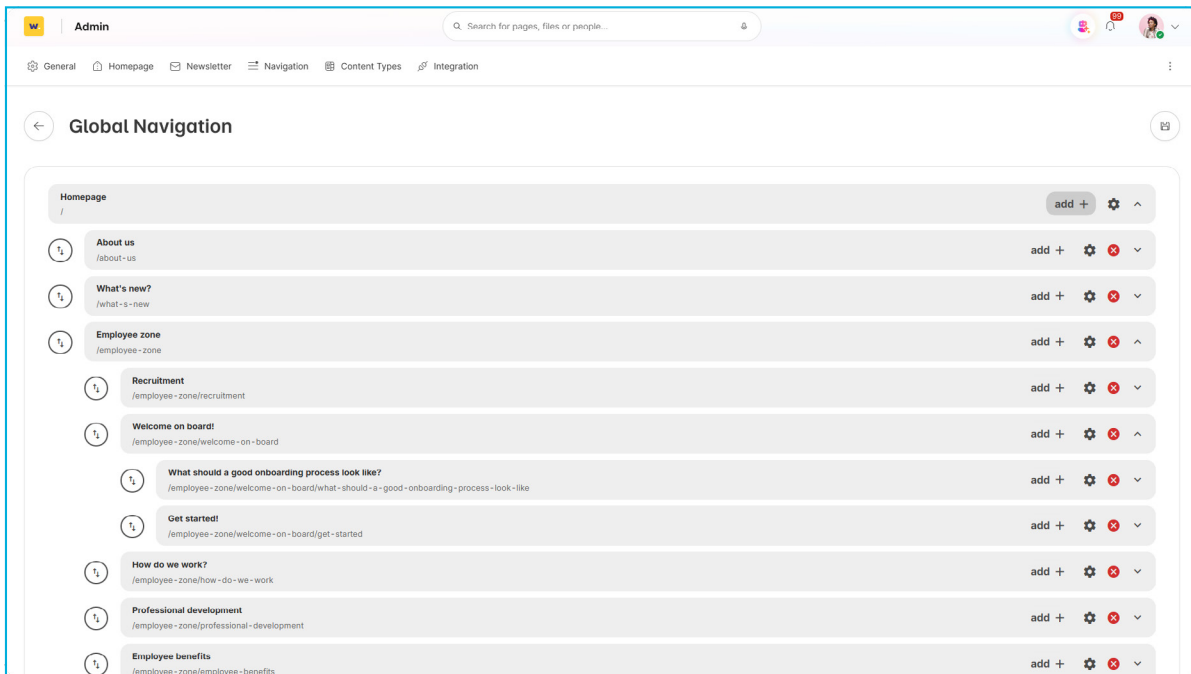 w
Admin
Search for pages, files or people...
99
General
Homepage
Newsletter
Navigation
Content Types
Integration
Global Navigation
Homepage
/
add +
About us
/about-us
add +
What's new?
/what-s-new
add +
Employee zone
/employee-zone
add +
Recruitment
/employee-zone/recruitment
add +
Welcome on board!
/employee-zone/welcome-on-board
add +
What should a good onboarding process look like?
/employee-zone/welcome-on-board/what-should-a-good-onboarding-process-look-like
add +
Get started!
/employee-zone/welcome-on-board/get-started
add +
How do we work?
/employee-zone/how-do-we-work
add +
Professional development
/employee-zone/professional-development
add +
Employee benefits
/employee-zone/employee-benefits
add +